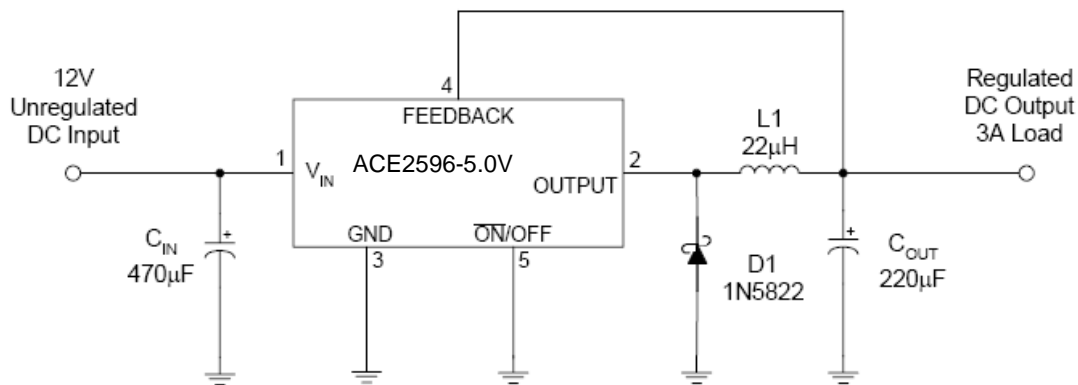 12V
Unregulated
DC Input
4
FEEDBACK
Regulated
DC Output
3A Load
L1
22μH
1
V_IN
ACE2596-5.0V
2
OUTPUT
GND
ON/OFF
3
5
C_IN
470μF
+
D1
1N5822
+
C_OUT
220μF